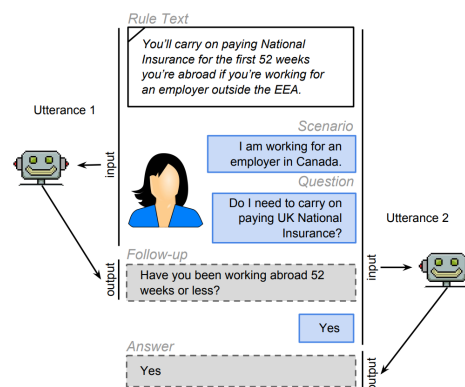 Rule Text
You'll carry on paying National
Insurance for the first 52 weeks
you're abroad if you're working for
an employer outside the EEA.
Utterance 1
Scenario
I am working for an
employer in Canada.
input
Question
Do I need to carry on
paying UK National
Insurance?
Utterance 2
Follow-up
Have you been working abroad 52
weeks or less?
output
input
Yes
Answer
Yes
output